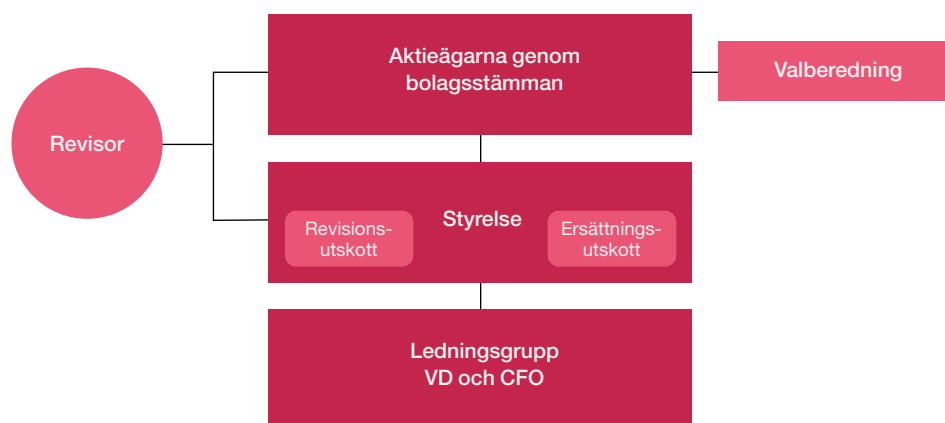 Aktieägarna genom
bolagsstämman
Valberedning
Revisor
Styrelse
Revisions-
utskott
Ersättnings-
utskott
Ledningsgrupp
VD och CFO